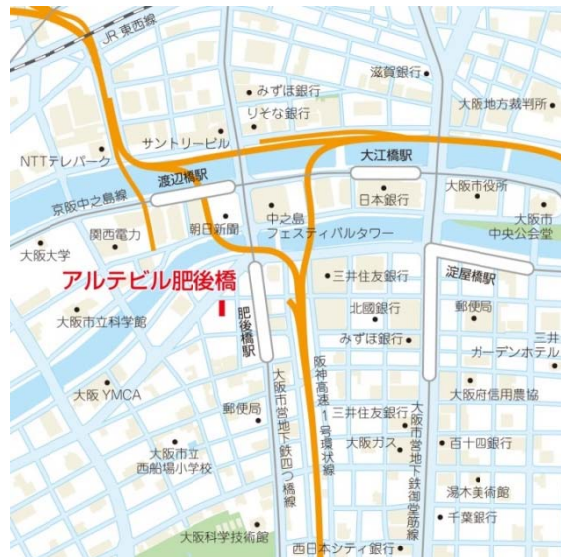 JR東西線
滋賀銀行
みずほ銀行
りそな銀行
大阪地方裁判所
サントリービル
NTTテレパーク
大江橋駅
渡辺橋駅
京阪中之島線
日本銀行
大阪市役所
中之島
フェスティバルタワー
朝日新聞
大阪市
中央公会堂
関西電力
大阪大学
アルテビル肥後橋
三井住友銀行
淀屋橋駅
大阪市立科学館
肥後橋駅
北國銀行
郵便局
みずほ銀行
三井
ガーデンホテル
大阪YMCA
大阪市営地下鉄四つ橋線
阪神高速1号環状線
大阪市営地下鉄御堂筋線
大阪府信用農協
郵便局
三井住友銀行
大阪ガス
百十四銀行
大阪市立
西船場小学校
湯木美術館
千葉銀行
大阪科学技術館
西日本シティ銀行